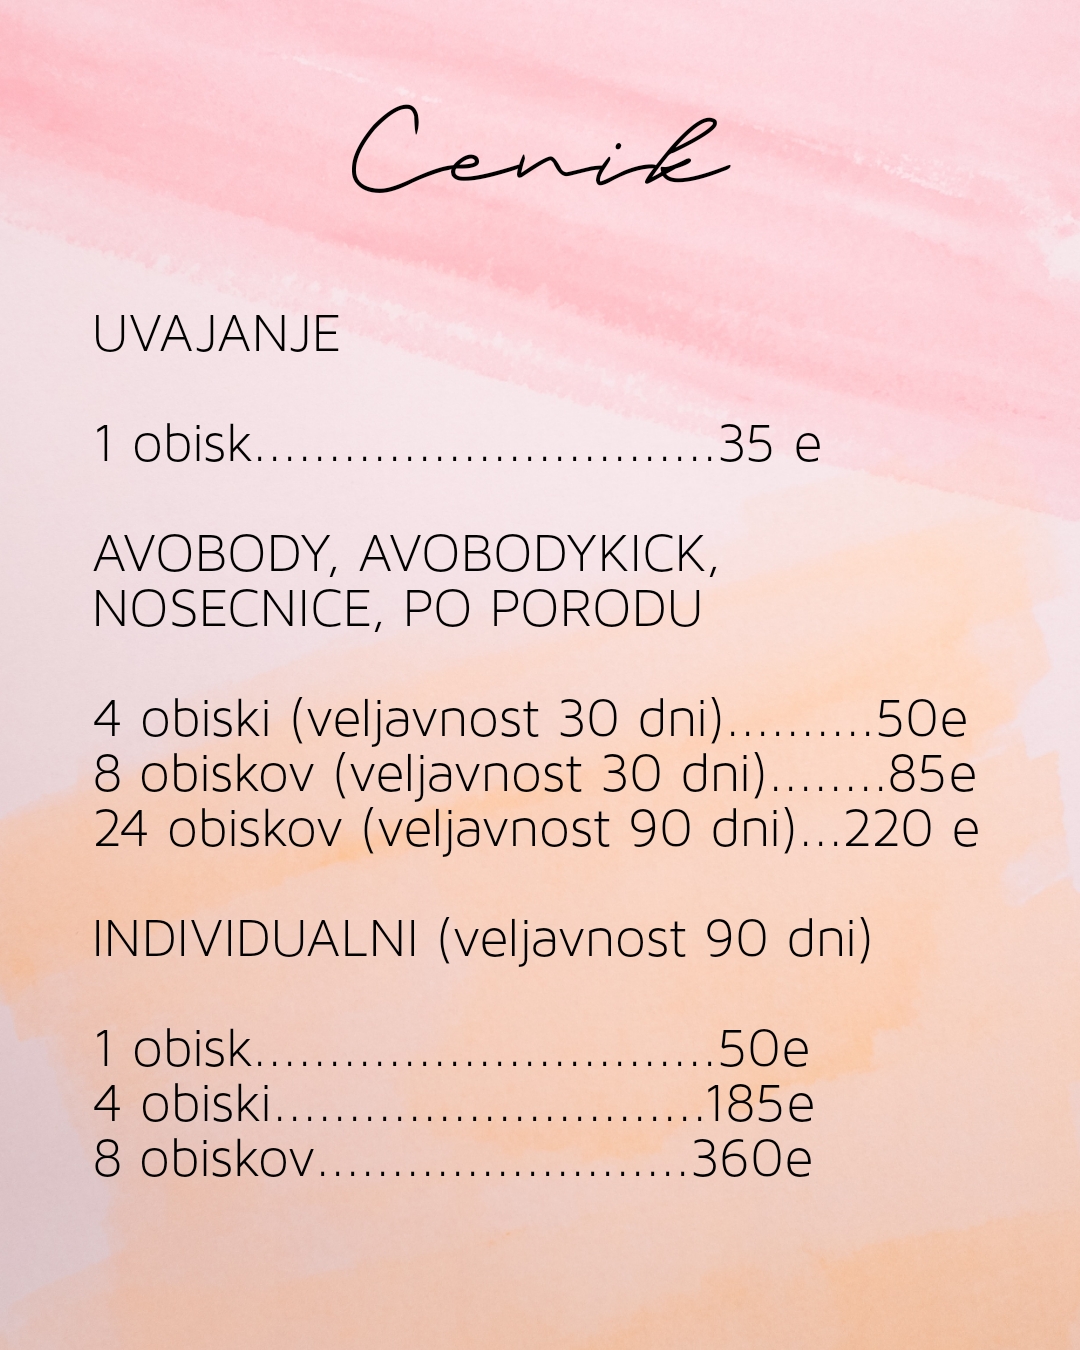 Cenik
UVAJANJE
1 obisk...............................35 e
AVOBODY, AVOBODYKICK,
NOSECNICE, PO PORODU
4 obiski (veljavnost 30 dni)..........50e
8 obiskov (veljavnost 30 dni)........85e
24 obiskov (veljavnost 90 dni)...220 e
INDIVIDUALNI (veljavnost 90 dni)
1 obisk...............................50e
4 obiski.............................185e
8 obiskov.........................360e